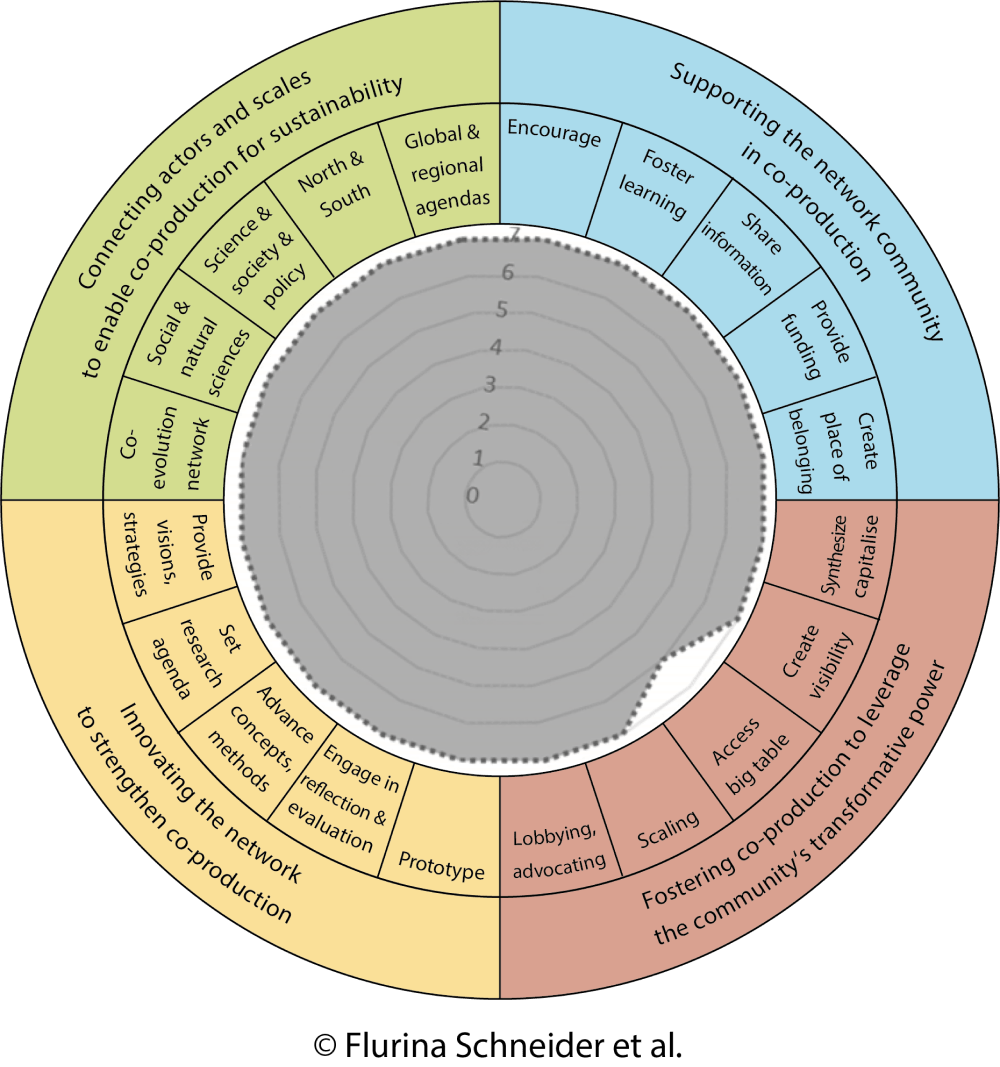 Connecting actors and scales
to enable co-production for sustainability
Supporting the network community
in co-production
Global &
regional
agendas
North &
South
Science &
society &
policy
Social &
natural
sciences
Co-
evolution
network
Encourage
Foster
learning
Share
information
Provide
funding
Create
place of
belonging
7
6
5
4
3
2
1
0
Provide
visions,
strategies
Set
research
agenda
Advance
concepts,
methods
Engage in
reflection &
evaluation
Prototype
Synthesize
capitalise
Create
visibility
Access
big table
Scaling
Lobbying,
advocating
Innovating the network
to strengthen co-production
Fostering co-production to leverage
the community's transformative power
© Flurina Schneider et al.